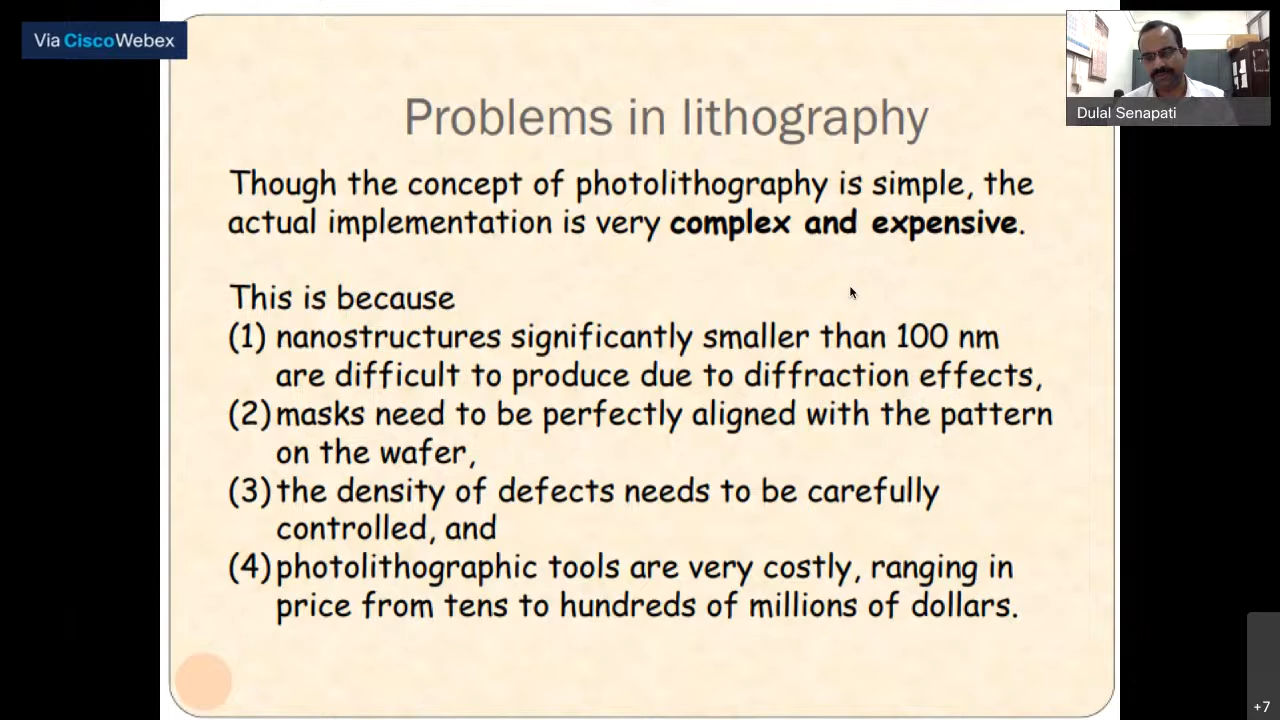 Via Cisco Webex
Dulal Senapati
Problems in lithography
Though the concept of photolithography is simple, the
actual implementation is very complex and expensive.
This is because
(1) nanostructures significantly smaller than 100 nm
are difficult to produce due to diffraction effects,
(2) masks need to be perfectly aligned with the pattern
on the wafer,
(3) the density of defects needs to be carefully
controlled, and
(4) photolithographic tools are very costly, ranging in
price from tens to hundreds of millions of dollars.
+7